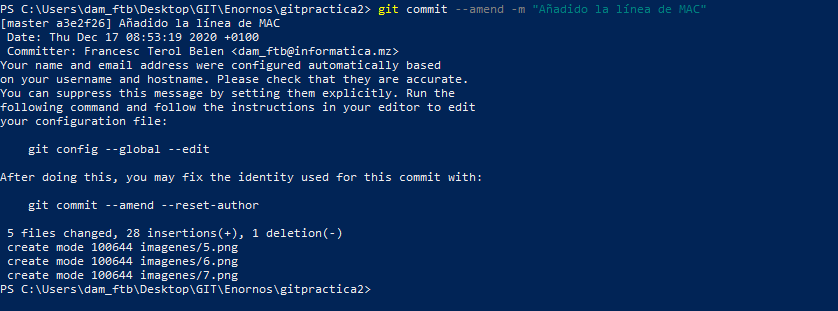 PS C:\Users\dam_ftb\Desktop\GIT\Enornos\gitpractica2> git commit --amend -m "Añadido la línea de MAC"
[master a3e2f26] Añadido la línea de MAC
 Date: Thu Dec 17 08:53:19 2020 +0100
 Committer: Francesc Terol Belen <dam_ftb@informatica.mz>
Your name and email address were configured automatically based
on your username and hostname. Please check that they are accurate.
You can suppress this message by setting them explicitly. Run the
following command and follow the instructions in your editor to edit
your configuration file:

    git config --global --edit

After doing this, you may fix the identity used for this commit with:

    git commit --amend --reset-author

 5 files changed, 28 insertions(+), 1 deletion(-)
 create mode 100644 imagenes/5.png
 create mode 100644 imagenes/6.png
 create mode 100644 imagenes/7.png
PS C:\Users\dam_ftb\Desktop\GIT\Enornos\gitpractica2>